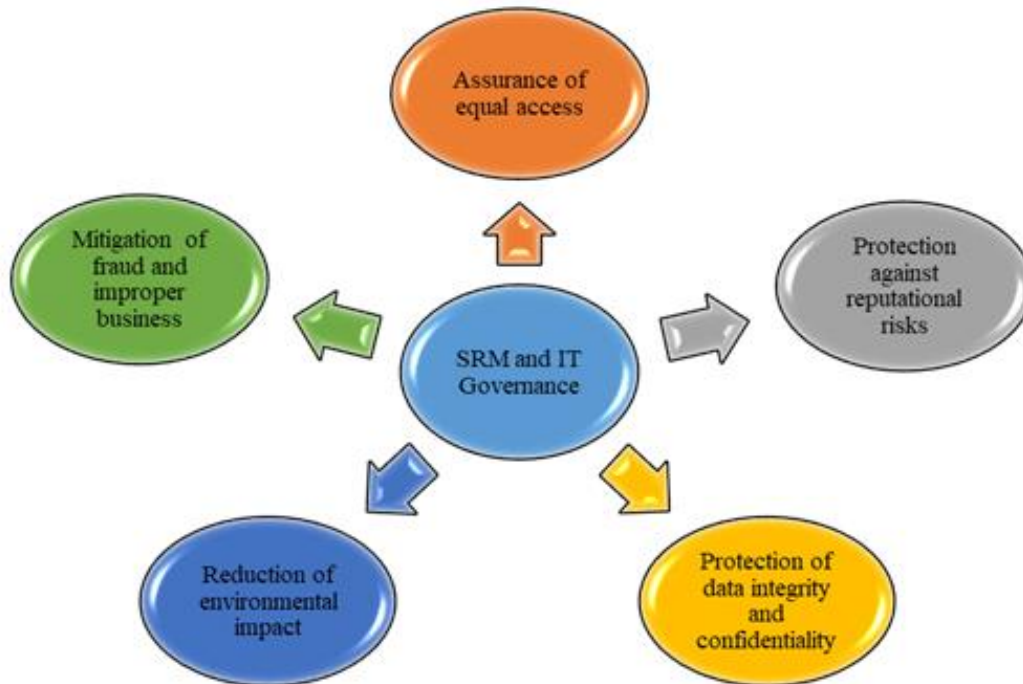 Assurance of
equal access
Mitigation of
fraud and
improper
business
Protection
against
reputational
risks
SRM and IT
Governance
Reduction of
environmental
impact
Protection of
data integrity
and
confidentiality